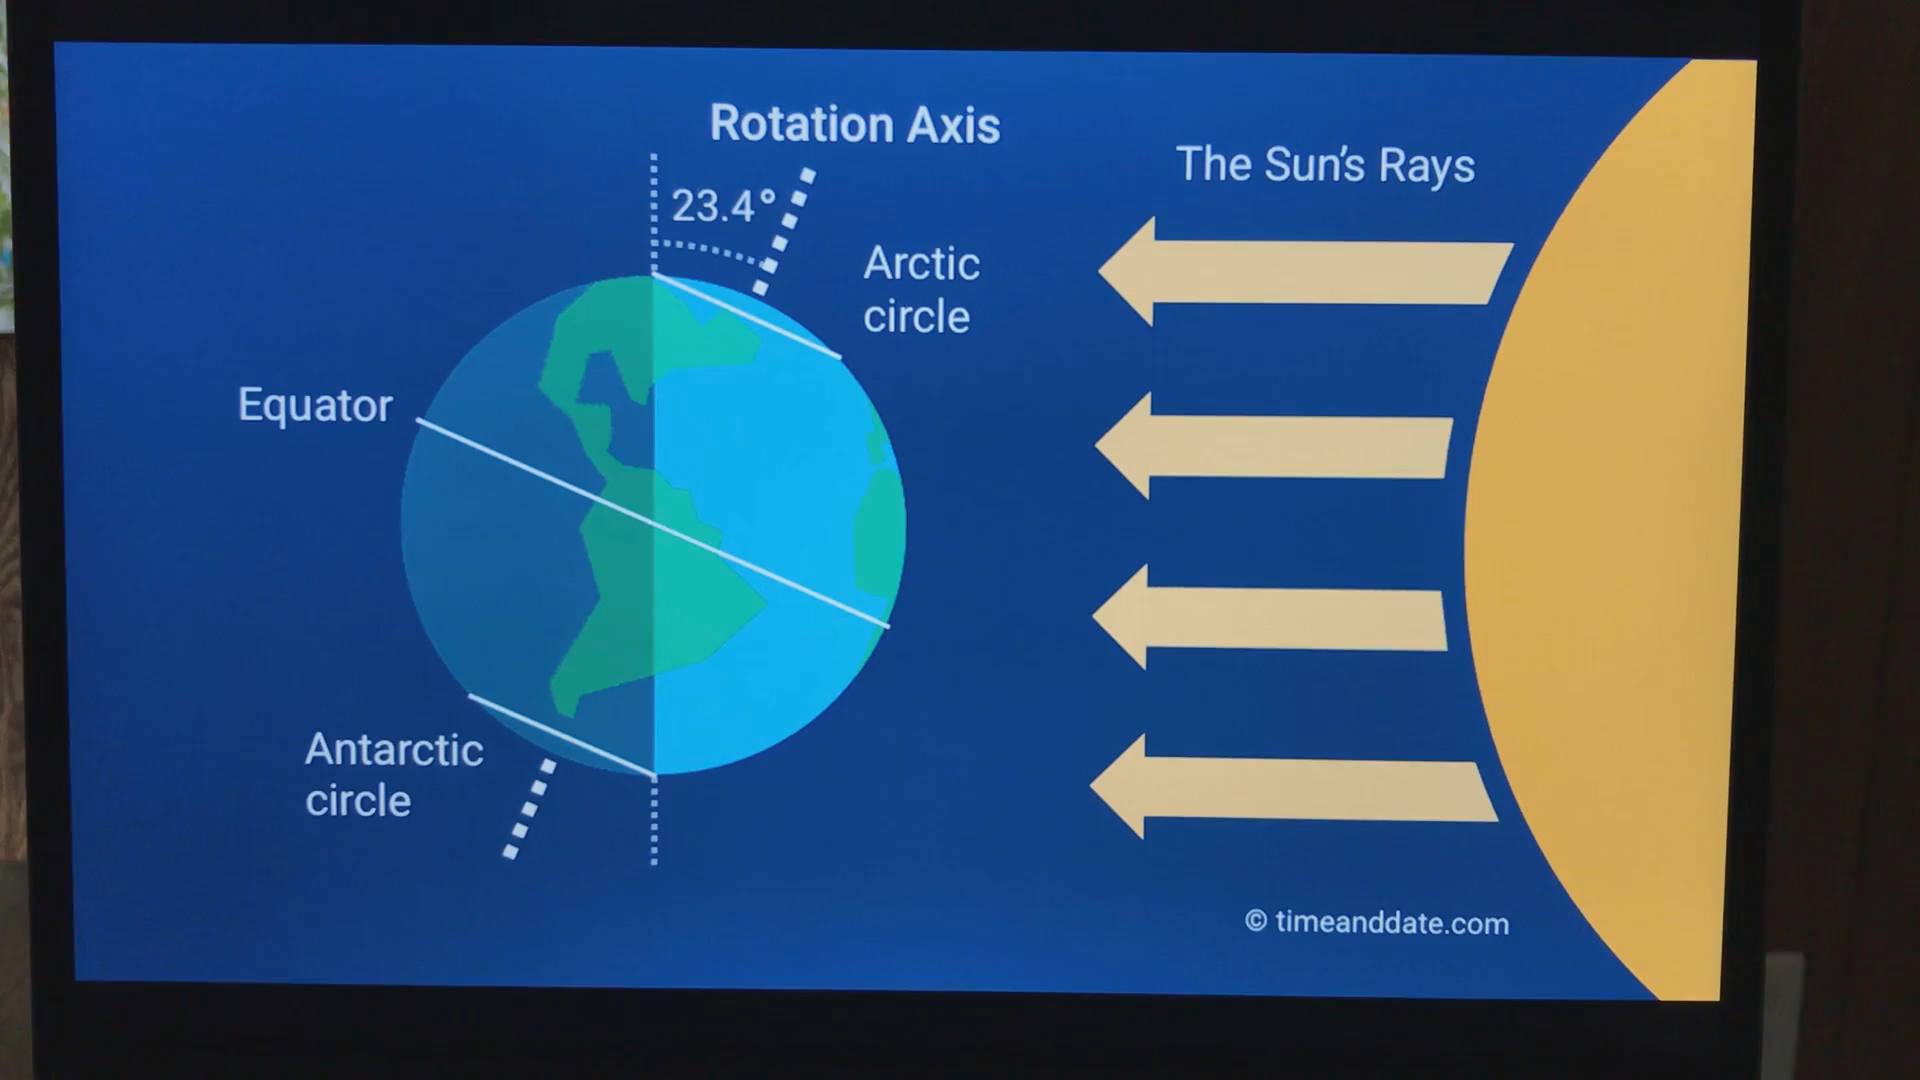 Rotation Axis
23.4°
The Sun's Rays
Arctic
circle
Equator
Antarctic
circle
© timeanddate.com